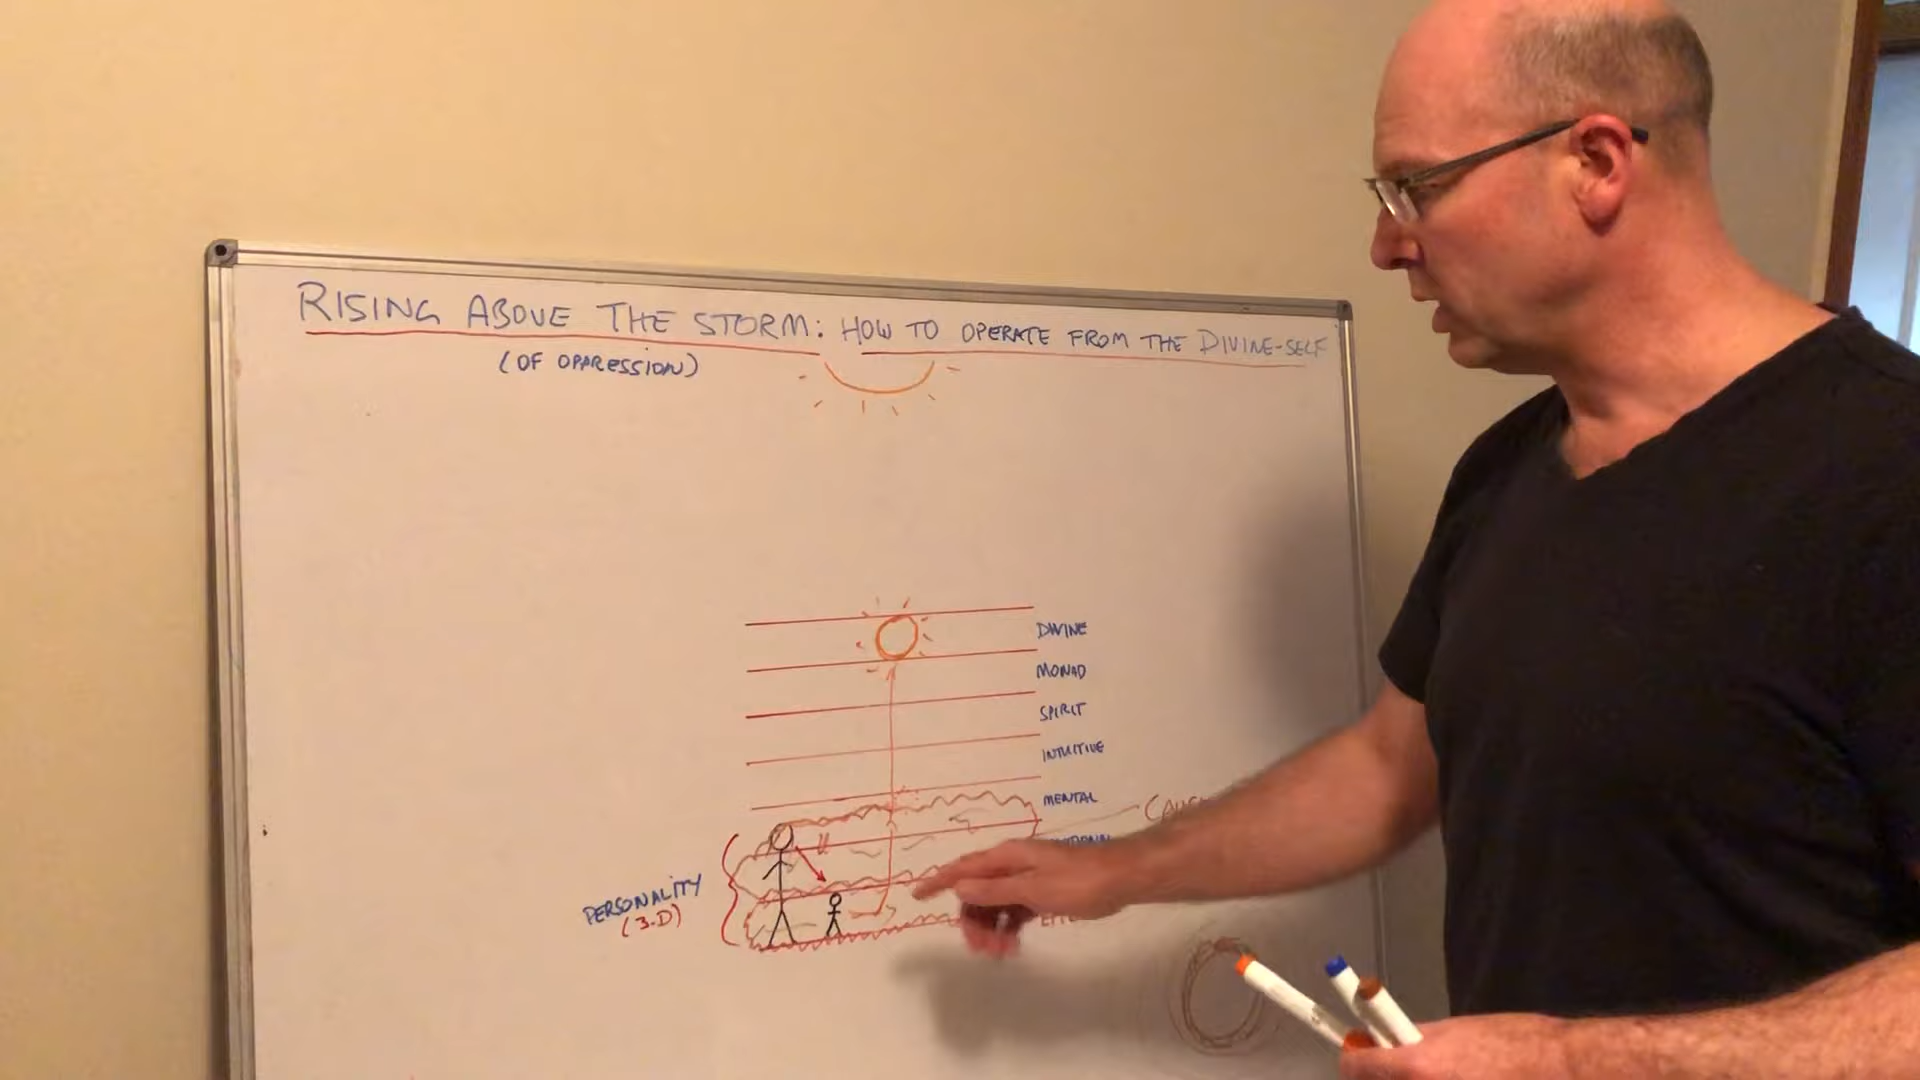 RISING ABOVE THE STORM: HOW TO OPERATE FROM THE DIVINE-SELF
(OF OPPRESSION)
DIVINE
MONAD
SPIRIT
INTUITIVE
MENTAL
PERSONALITY
(3-D)